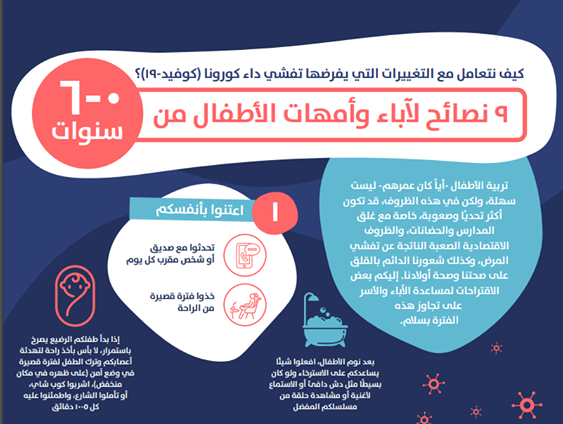 كيف نتعامل مع التغييرات التي يفرضها تفشي داء كورونا (كوفيد-١٩)؟
٩ نصائح لآباء وأمهات الأطفال من
٠-٦
سنوات
تربية الأطفال -أياً كان عمرهم- ليست
سهلة، ولكن في هذه الظروف، قد تكون
أكثر تحديًا وصعوبة، خاصة مع غلق
المدارس والحضانات، والظروف
الاقتصادية الصعبة الناتجة عن تفشي
المرض، وكذلك شعورنا الدائم بالقلق
على صحتنا وصحة أولادنا. إليكم بعض
الاقتراحات لمساعدة الآباء والأسر
على تجاوز هذه
الفترة بسلام.
١
اعتنوا بأنفسكم
تحدثوا مع صديق
أو شخص مقرب كل يوم
خذوا فترة قصيرة
من الراحة
بعد نوم الأطفال، افعلوا شيئًا
يساعدكم على الاسترخاء ولو كان
بسيطًا مثل دش دافئ أو الاستماع
لأغنية أو مشاهدة حلقة من
مسلسلكم المفضل
إذا بدأ طفلكم الرضيع يصرخ
باستمرار، لا بأس بأخذ راحة لتهدئة
أعصابكم وترك الطفل لفترة قصيرة
في وضع آمن (على ظهره في مكان
منخفض)، اشربوا كوب شاي،
أو تأملوا الشارع، واطمئنوا عليه
كل ٥-١٠ دقائق